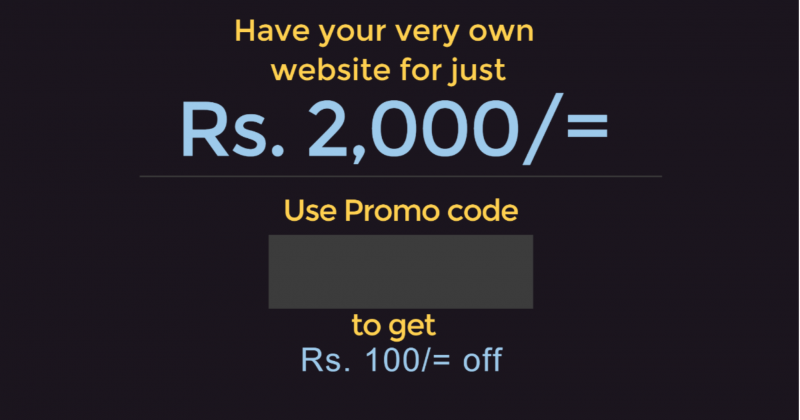 Have your very own
website for just
Rs. 2,000/=
Use Promo code
to get
Rs. 100/= off